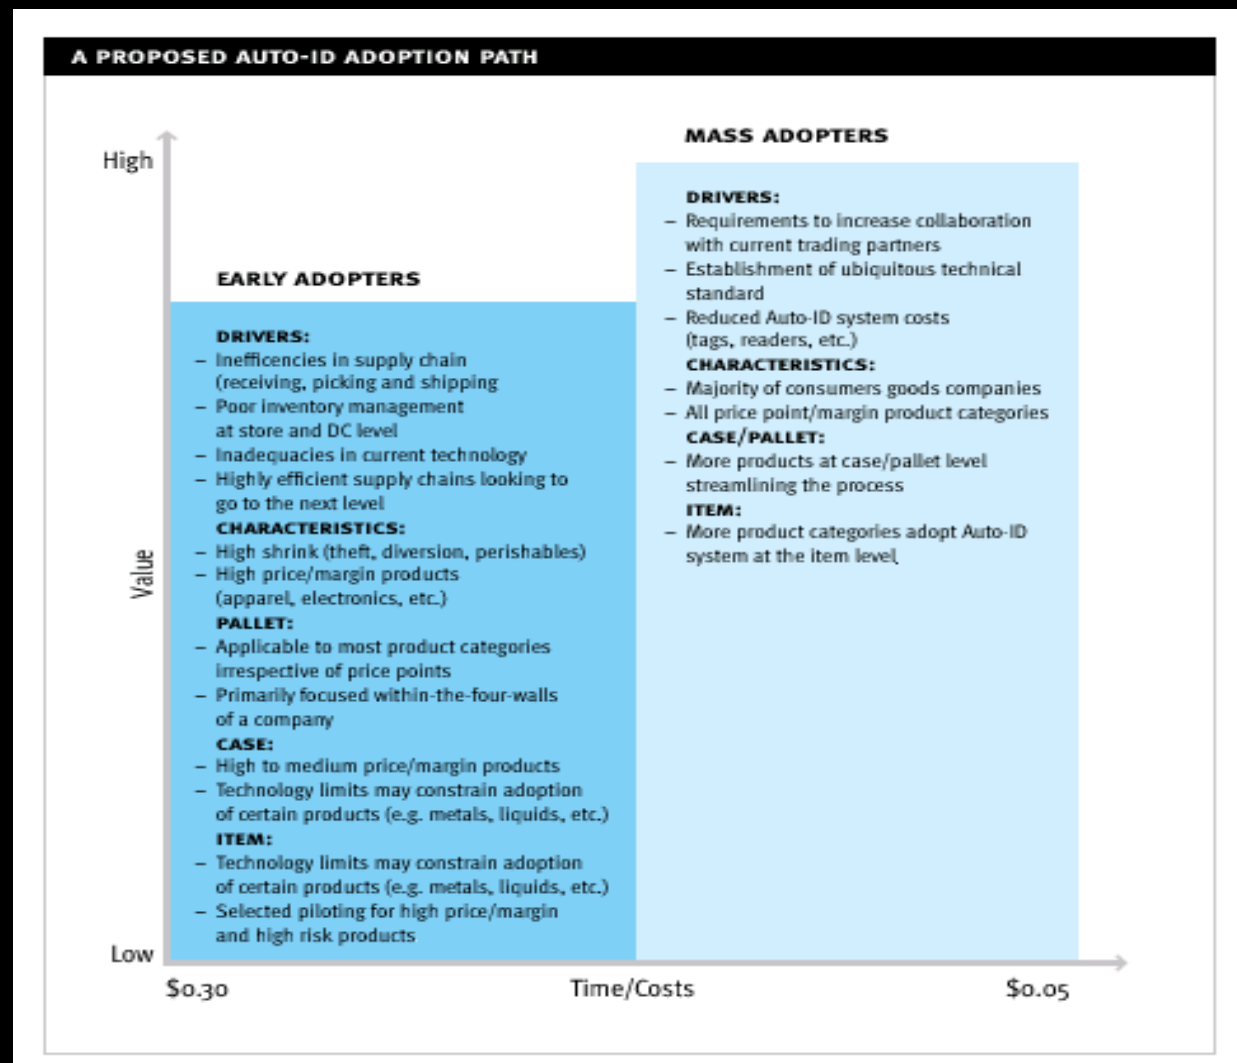 A PROPOSED AUTO-ID ADOPTION PATH
High
Value
Low
EARLY ADOPTERS
DRIVERS:
– Inefficencies in supply chain
(receiving, picking and shipping
– Poor inventory management
at store and DC level
– Inadequacies in current technology
– Highly efficient supply chains looking to
go to the next level
CHARACTERISTICS:
– High shrink (theft, diversion, perishables)
– High price/margin products
(apparel, electronics, etc.)
PALLET:
– Applicable to most product categories
irrespective of price points
– Primarily focused within-the-four-walls
of a company
CASE:
– High to medium price/margin products
– Technology limits may constrain adoption
of certain products (e.g. metals, liquids, etc.)
ITEM:
– Technology limits may constrain adoption
of certain products (e.g. metals, liquids, etc.)
– Selected piloting for high price/margin
and high risk products
MASS ADOPTERS
DRIVERS:
– Requirements to increase collaboration
with current trading partners
– Establishment of ubiquitous technical
standard
– Reduced Auto-ID system costs
(tags, readers, etc.)
CHARACTERISTICS:
– Majority of consumers goods companies
– All price point/margin product categories
CASE/PALLET:
– More products at case/pallet level
streamlining the process
ITEM:
– More product categories adopt Auto-ID
system at the item level.
$0.30
Time/Costs
$0.05